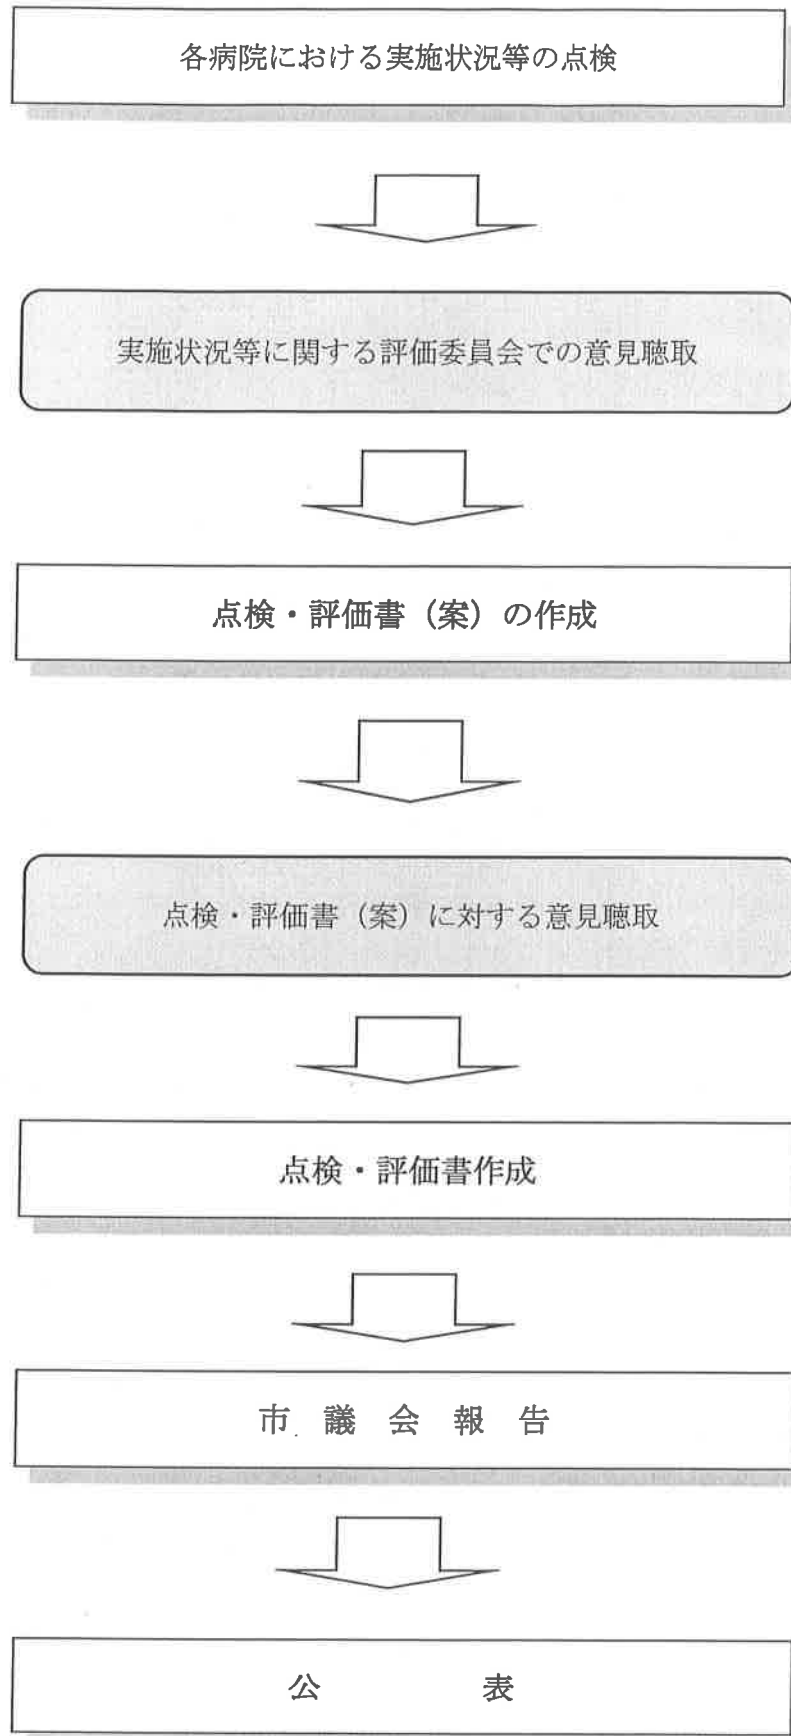 各病院における実施状況等の点検
実施状況等に関する評価委員会での意見聴取
点検・評価書（案）の作成
点検・評価書（案）に対する意見聴取
点検・評価書作成
市議会報告
公表